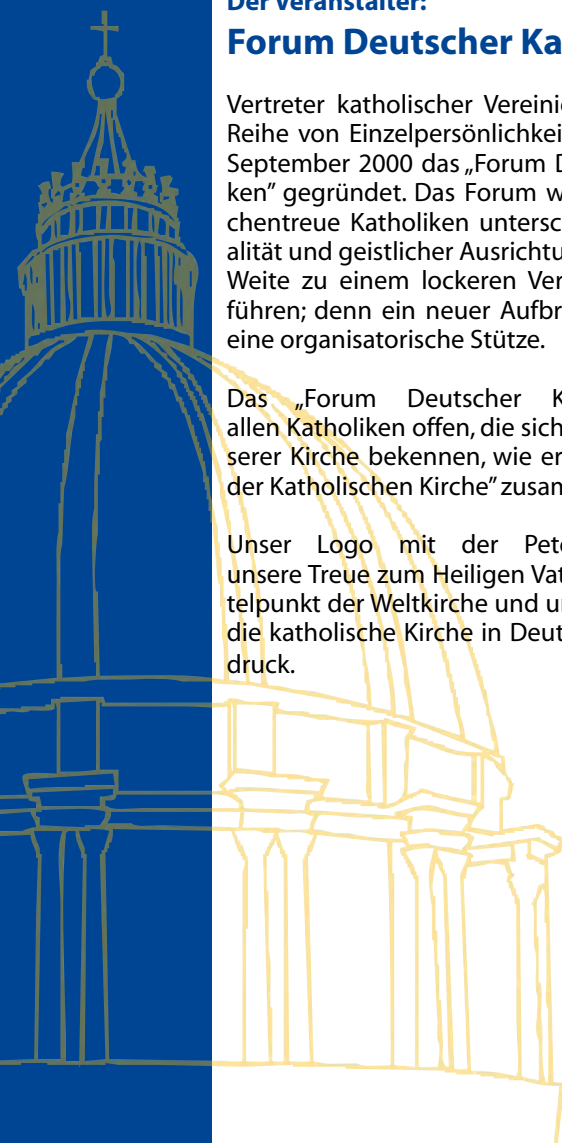 Der Veranstalter:
Forum Deutscher Ka
Vertreter katholischer Vereini
Reihe von Einzelpersönlichkei
September 2000 das „Forum D
ken” gegründet. Das Forum w
chentreue Katholiken untersc
alität und geistlicher Ausrichtu
Weite zu einem lockeren Ver
führen; denn ein neuer Aufbr
eine organisatorische Stütze.
Das „Forum Deutscher K
allen Katholiken offen, die sich
serer Kirche bekennen, wie er
der Katholischen Kirche” zusam
Unser Logo mit der Pete
unsere Treue zum Heiligen Vat
telpunkt der Weltkirche und u
die katholische Kirche in Deut
druck.